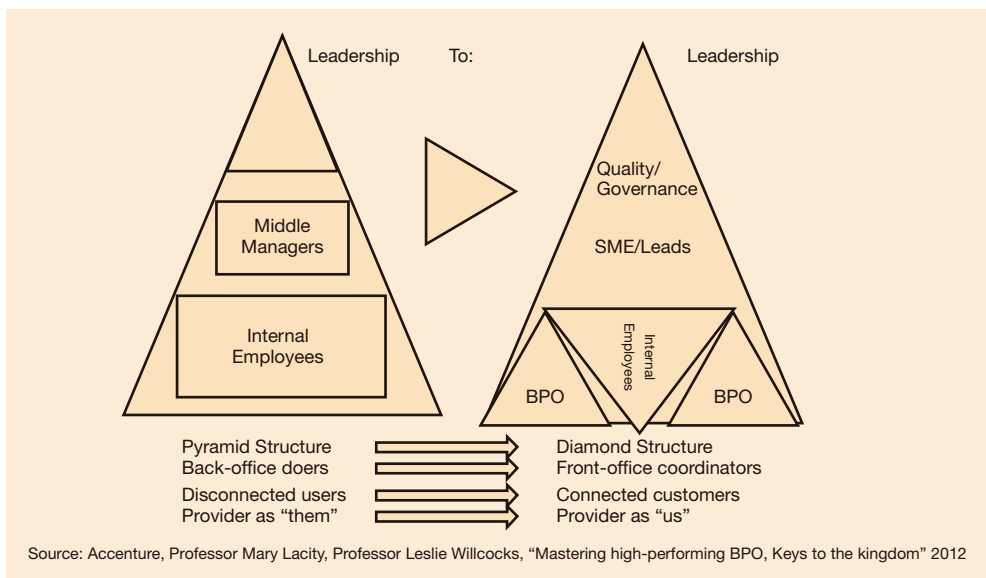 Leadership
To:
Leadership
Quality/
Governance
Middle
Managers
SME/Leads
Internal
Employees
Internal
Employees
BPO
BPO
Pyramid Structure
Diamond Structure
Back-office doers
Front-office coordinators
Disconnected users
Connected customers
Provider as “them”
Provider as “us”
Source: Accenture, Professor Mary Lacity, Professor Leslie Willcocks, “Mastering high-performing BPO, Keys to the kingdom” 2012